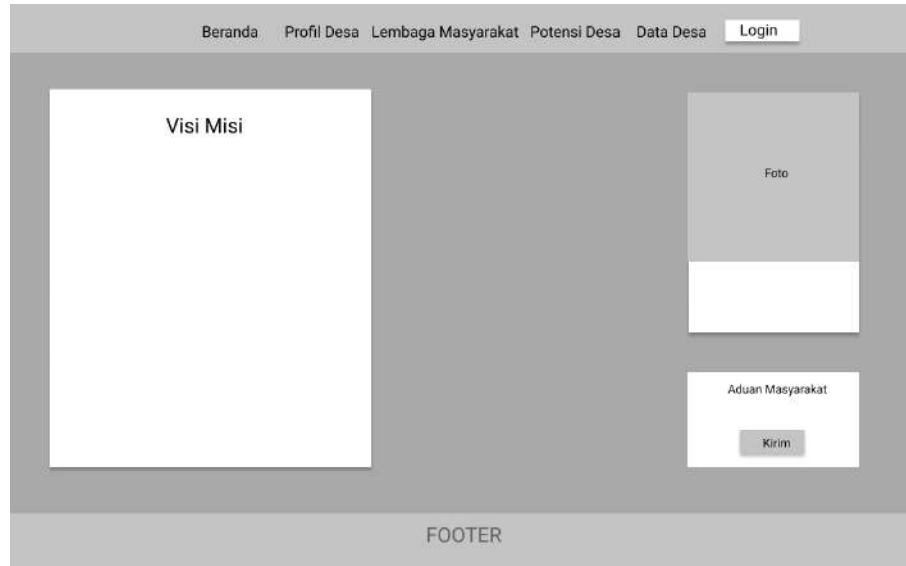 Beranda Profil Desa Lembaga Masyarakat Potensi Desa Data Desa Login
Visi Misi
Foto
Aduan Masyarakat
Kirim
FOOTER